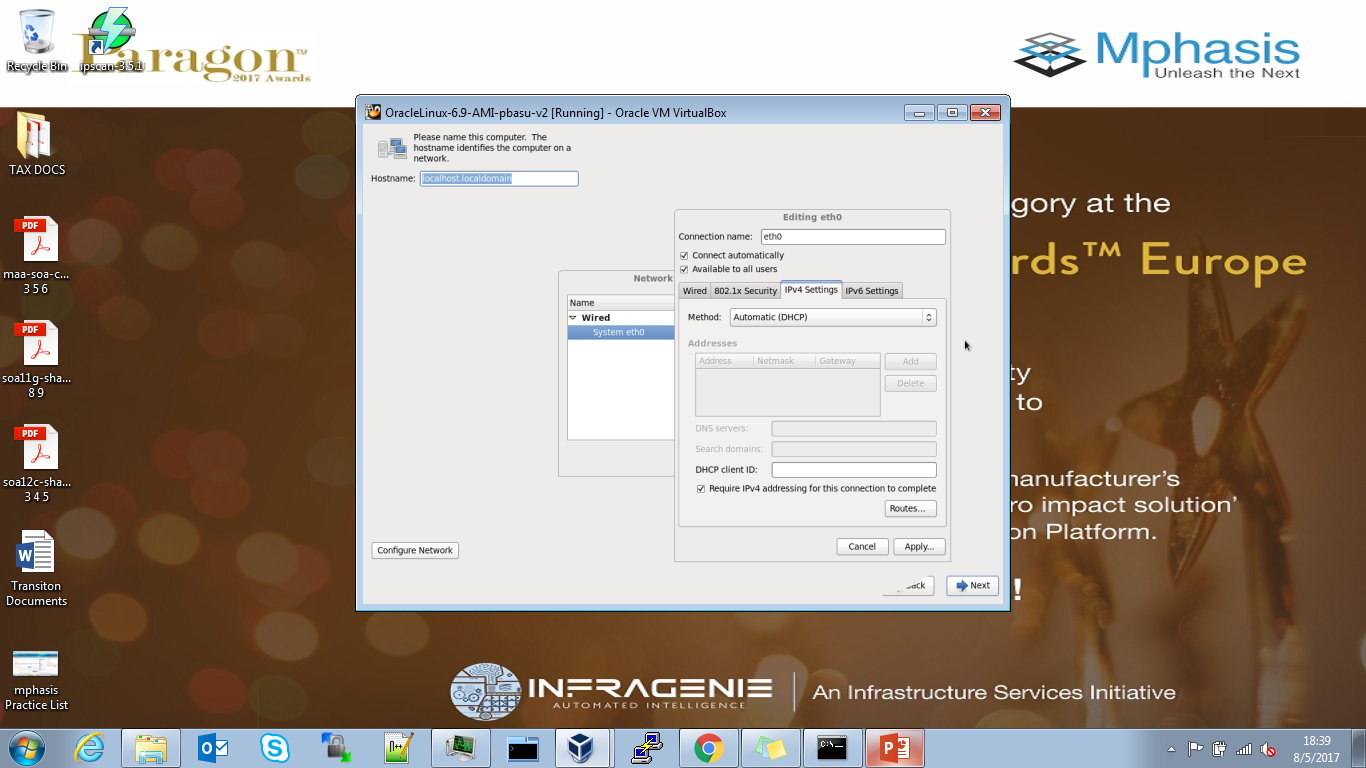 Recycle Bin
ipscan-3.5.1
Paragon™
2017 Awards
Mphasis
Unleash the Next
TAX DOCS
PDF
maa-soa-c...
3 5 6
PDF
soa11g-sha...
8 9
PDF
soa12c-sha...
3 4 5
Transiton
Documents
mphasis
Practice List
OracleLinux-6.9-AMI-pbasu-v2 [Running] - Oracle VM VirtualBox
Please name this computer. The
hostname identifies the computer on a
network.
Hostname: localhost.localdomain
Network
Name
Wired
System eth0
Editing eth0
Connection name: eth0
Connect automatically
Available to all users
Wired 802.1x Security IPv4 Settings IPv6 Settings
Method: Automatic (DHCP)
Addresses
Address Netmask Gateway
Add
Delete
DNS servers:
Search domains:
DHCP client ID:
Require IPv4 addressing for this connection to complete
Routes...
Cancel Apply...
Configure Network
ack Next
gory at the
rds™ Europe
ty
to
nanufacturer's
ro impact solution'
on Platform.
!
INFRAGENIE
AUTOMATED INTELLIGENCE
An Infrastructure Services Initiative
18:39
8/5/2017